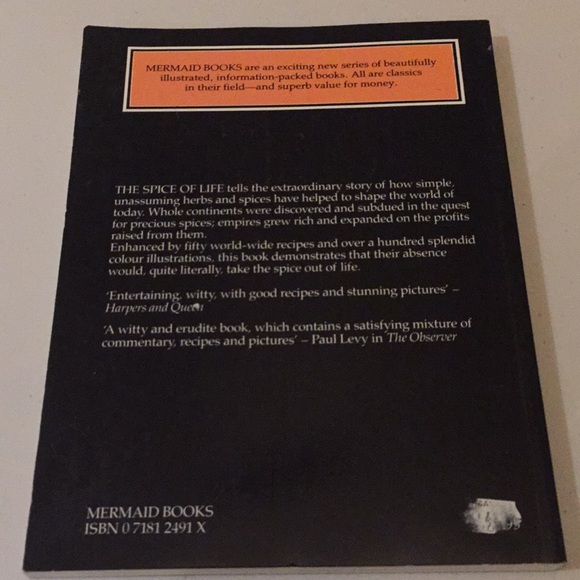 MERMAID BOOKS are an exciting new series of beautifully
illustrated, information-packed books. All are classics
in their field—and superb value for money.
THE SPICE OF LIFE tells the extraordinary story of how simple,
unassuming herbs and spices have helped to shape the world of
today. Whole continents were discovered and subdued in the quest
for precious spices; empires grew rich and expanded on the profits
raised from them.
Enhanced by fifty world-wide recipes and over a hundred splendid
colour illustrations, this book demonstrates that their absence
would, quite literally, take the spice out of life.
'Entertaining, witty, with good recipes and stunning pictures' –
Harpers and Queen
'A witty and erudite book, which contains a satisfying mixture of
commentary, recipes and pictures' – Paul Levy in The Observer
MERMAID BOOKS
ISBN 0 7181 2491 X